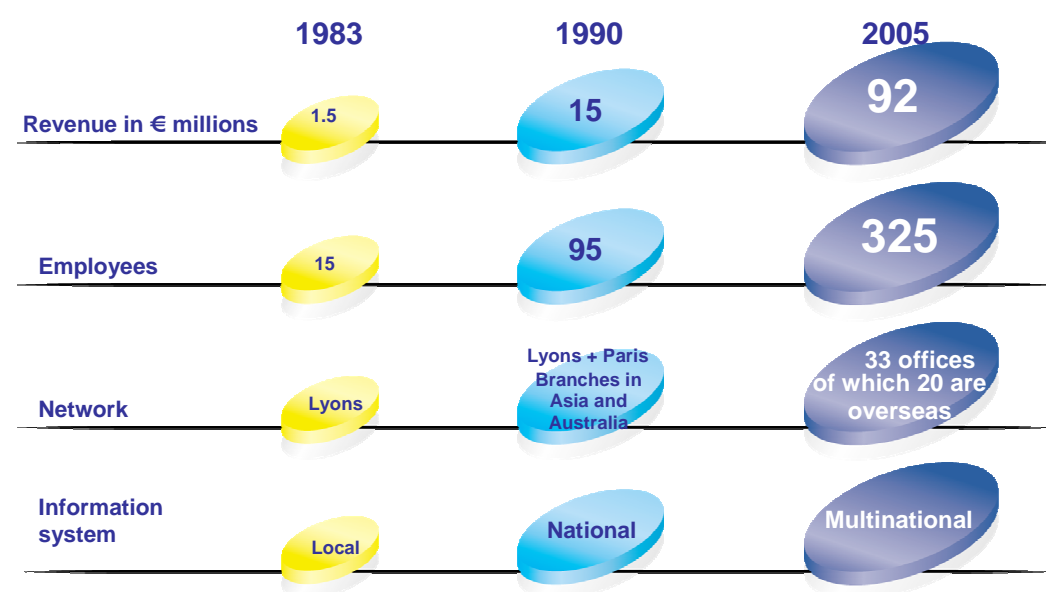 1983 1990 2005
Revenue in € millions 1.5 15 92
Employees 15 95 325
Network
Lyons
Lyons + Paris
Branches in
Asia and
Australia
33 offices
of which 20 are
overseas
Information
system
Local
National
Multinational